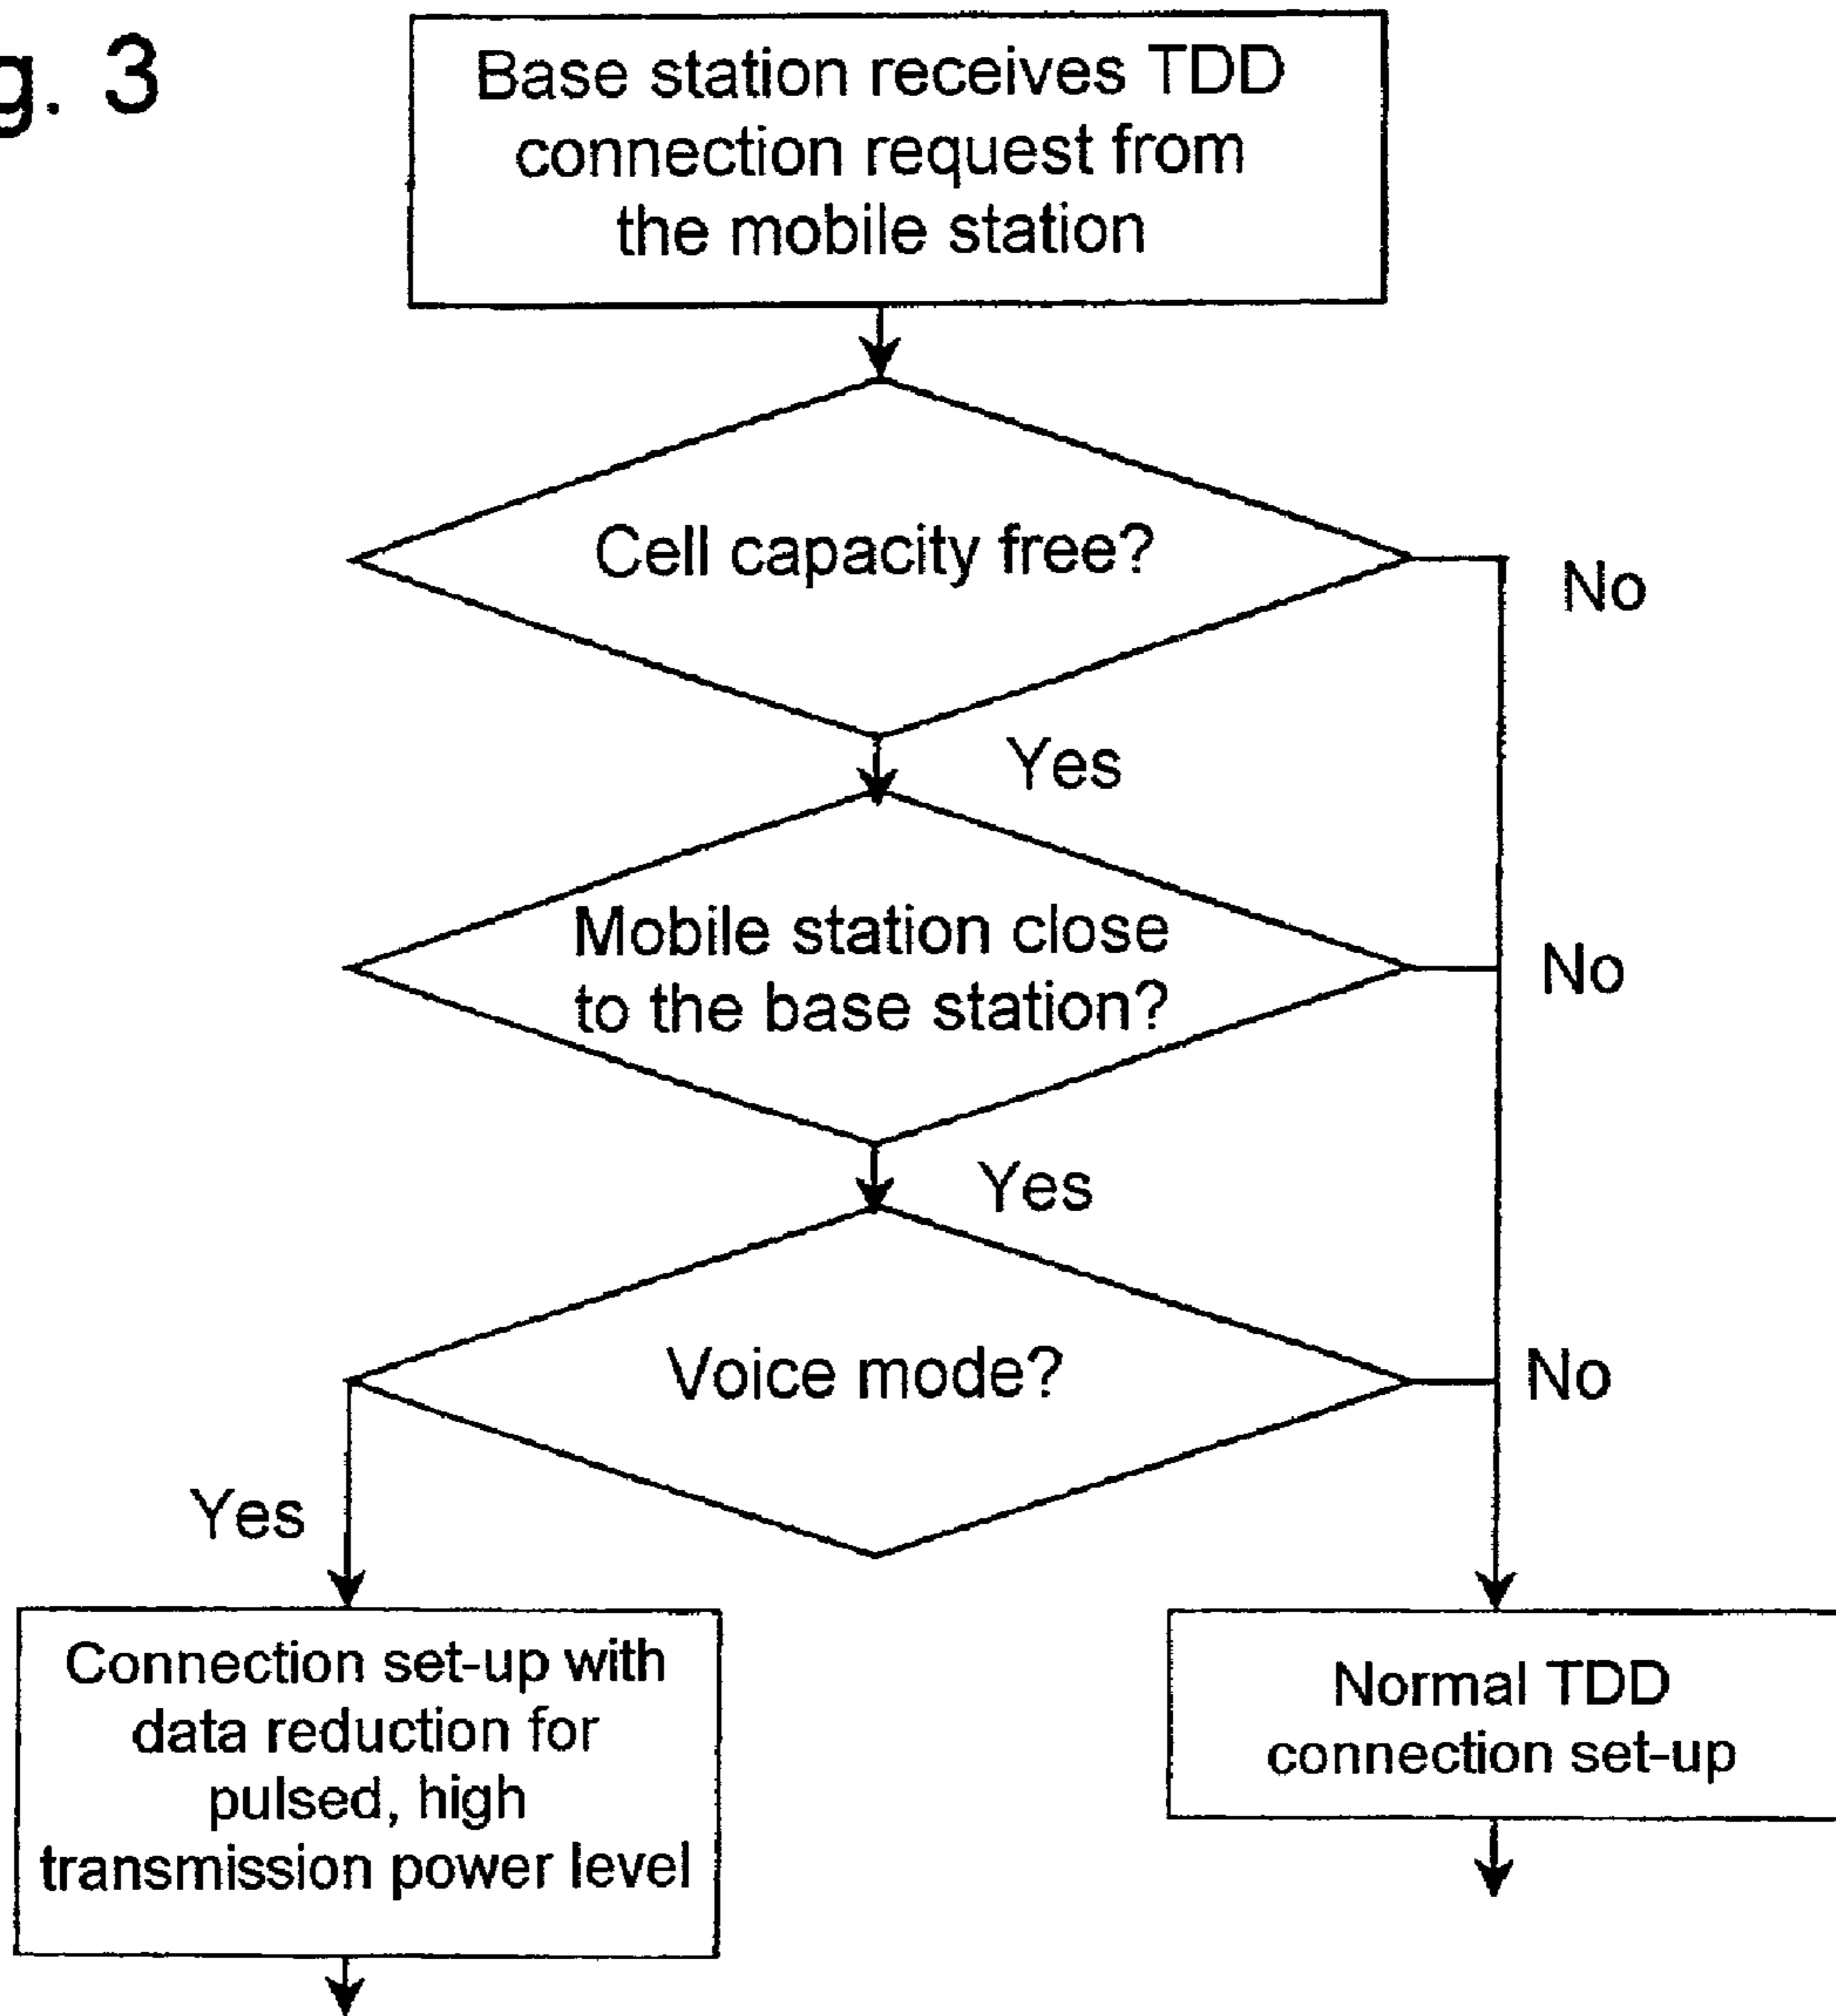 g. 3
Base station receives TDD
connection request from
the mobile station
Cell capacity free?
No
Yes
Mobile station close
to the base station?
No
Yes
Voice mode?
No
Yes
Connection set-up with
data reduction for
pulsed, high
transmission power level
Normal TDD
connection set-up